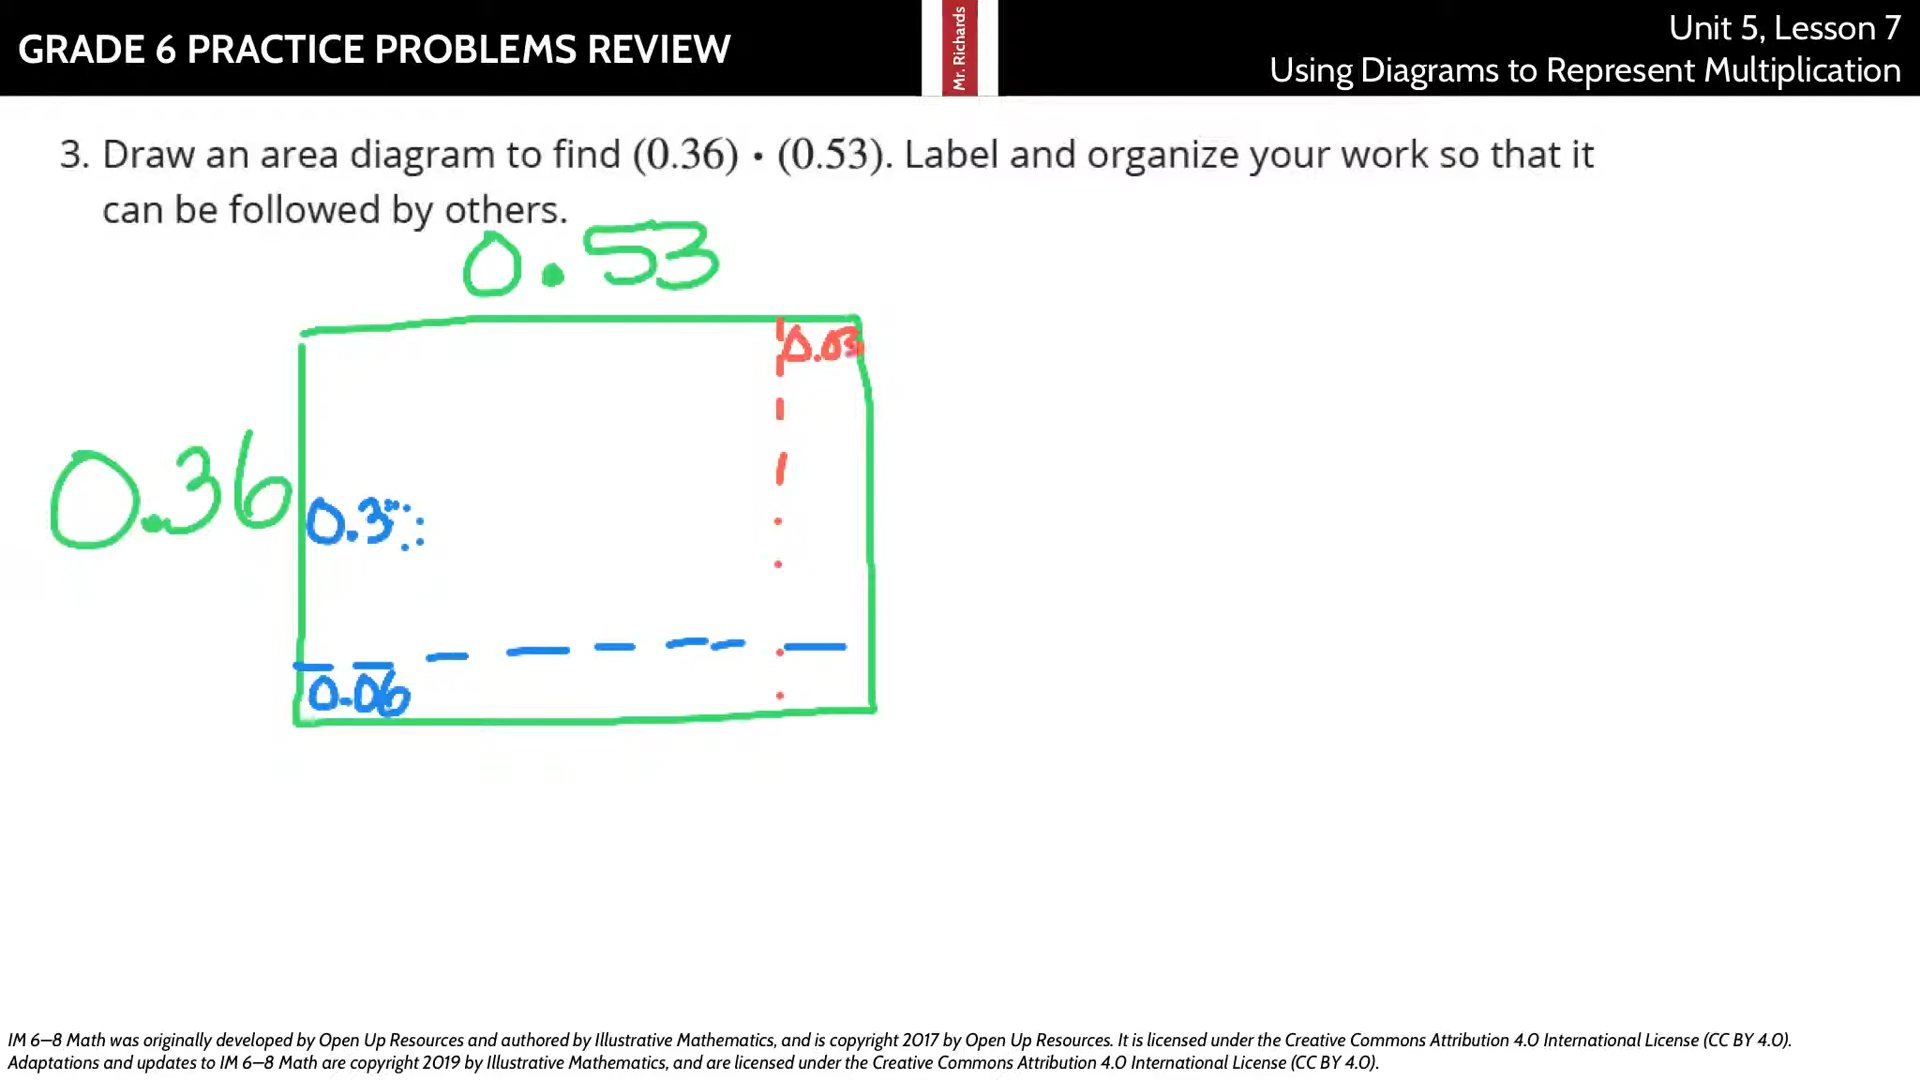 GRADE 6 PRACTICE PROBLEMS REVIEW
Mr. Richards
Unit 5, Lesson 7
Using Diagrams to Represent Multiplication
3. Draw an area diagram to find (0.36) • (0.53). Label and organize your work so that it
can be followed by others.
0.53
0.03
0.36
0.3
0.06
IM 6–8 Math was originally developed by Open Up Resources and authored by Illustrative Mathematics, and is copyright 2017 by Open Up Resources. It is licensed under the Creative Commons Attribution 4.0 International License (CC BY 4.0).
Adaptations and updates to IM 6–8 Math are copyright 2019 by Illustrative Mathematics, and are licensed under the Creative Commons Attribution 4.0 International License (CC BY 4.0).